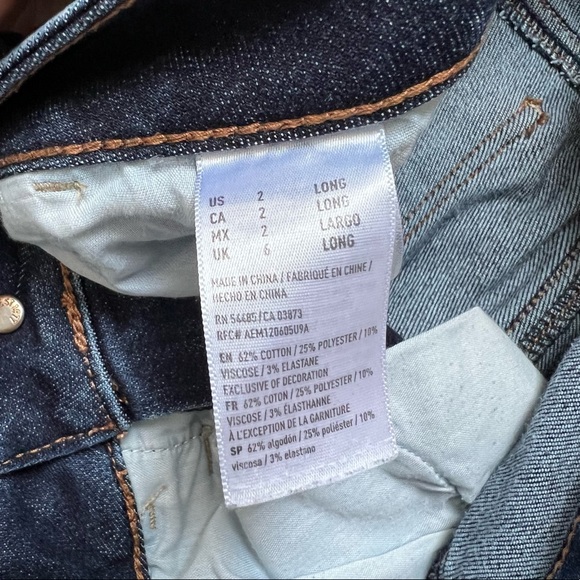 US 2 LONG
CA 2 LONG
MX 2 LARGO
UK 6 LONG
MADE IN CHINA / FABRIQUÉ EN CHINE /
HECHO EN CHINA
RN 54485 / CA 03873
RFC# AEM120605U9A
EN 62% COTTON / 25% POLYESTER / 10%
VISCOSE / 3% ELASTANE
EXCLUSIVE OF DECORATION
FR 62% COTON / 25% POLYESTER / 10%
VISCOSE / 3% ÉLASTHANNE
À L'EXCEPTION DE LA GARNITURE
SP 62% algodón / 25% poliéster / 10%
viscosa / 3% elastano